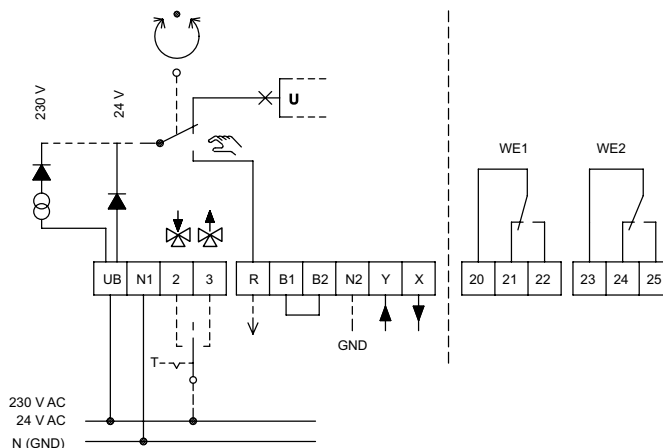 230 V
24 V
U
WE1
WE2
UB N1 2 3
R B1 B2 N2 Y X
20 21 22
23 24 25
GND
T
230 V AC
24 V AC
N (GND)